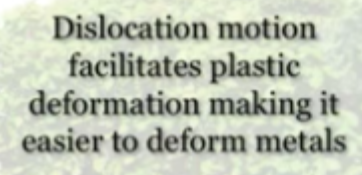 Dislocation motion
facilitates plastic
deformation making it
easier to deform metals